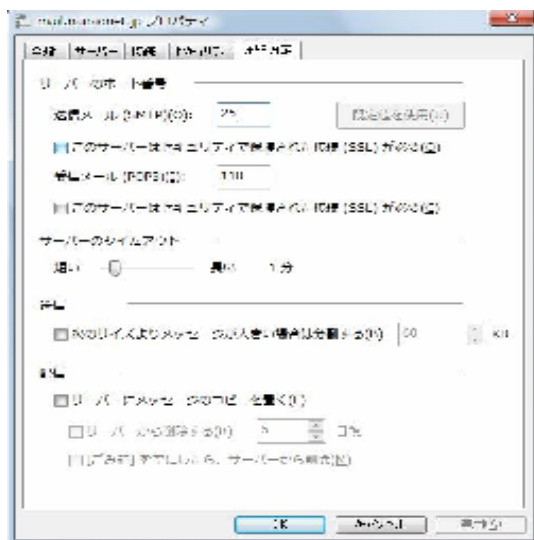 プロパティ
全般 サーバー 接続 セキュリティ 詳細設定
サーバーのポート番号
送信メール (SMTP)(O): 25 既定値を使用(U)
このサーバーはセキュリティで保護された接続 (SSL) が必要(Q)
受信メール (POP3)(I): 110
このサーバーはセキュリティで保護された接続 (SSL) が必要(C)
サーバーのタイムアウト
短い 長い 1 分
送信
次のサイズよりメッセージが大きい場合は分割する(B) 60 KB
配信
サーバーにメッセージのコピーを置く(L)
サーバーから削除する(R) 5 日後
[ごみ箱] を空にしたら、サーバーから削除(M)
OK キャンセル 適用(A)